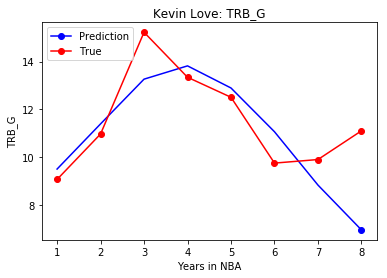 Kevin Love: TRB_G
Prediction
True
14
12
10
8
TRB_G
1 2 3 4 5 6 7 8
Years in NBA